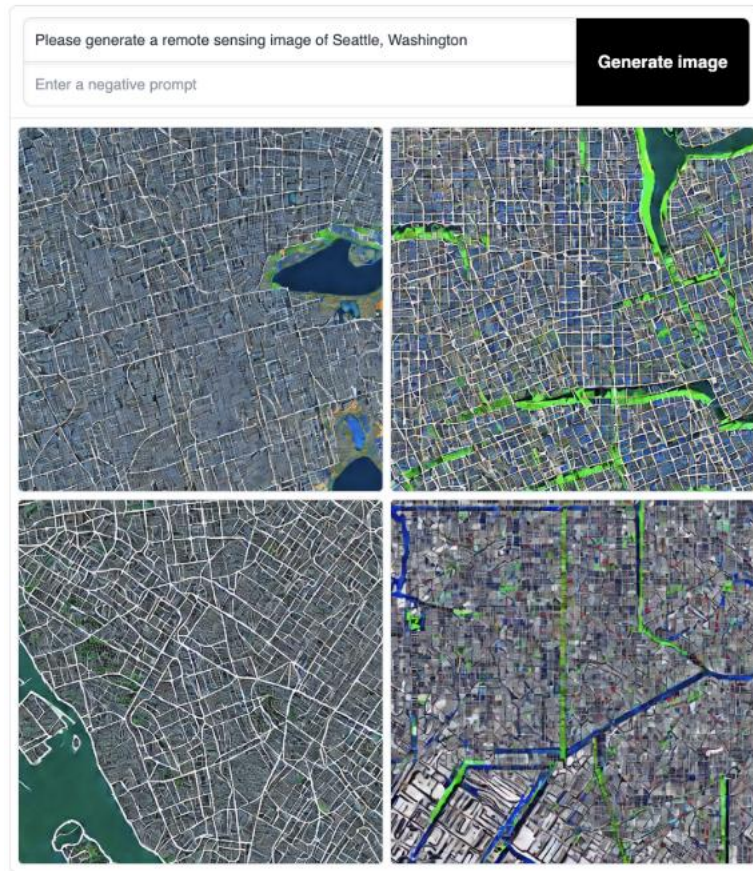 Please generate a remote sensing image of Seattle, Washington
Enter a negative prompt
Generate image